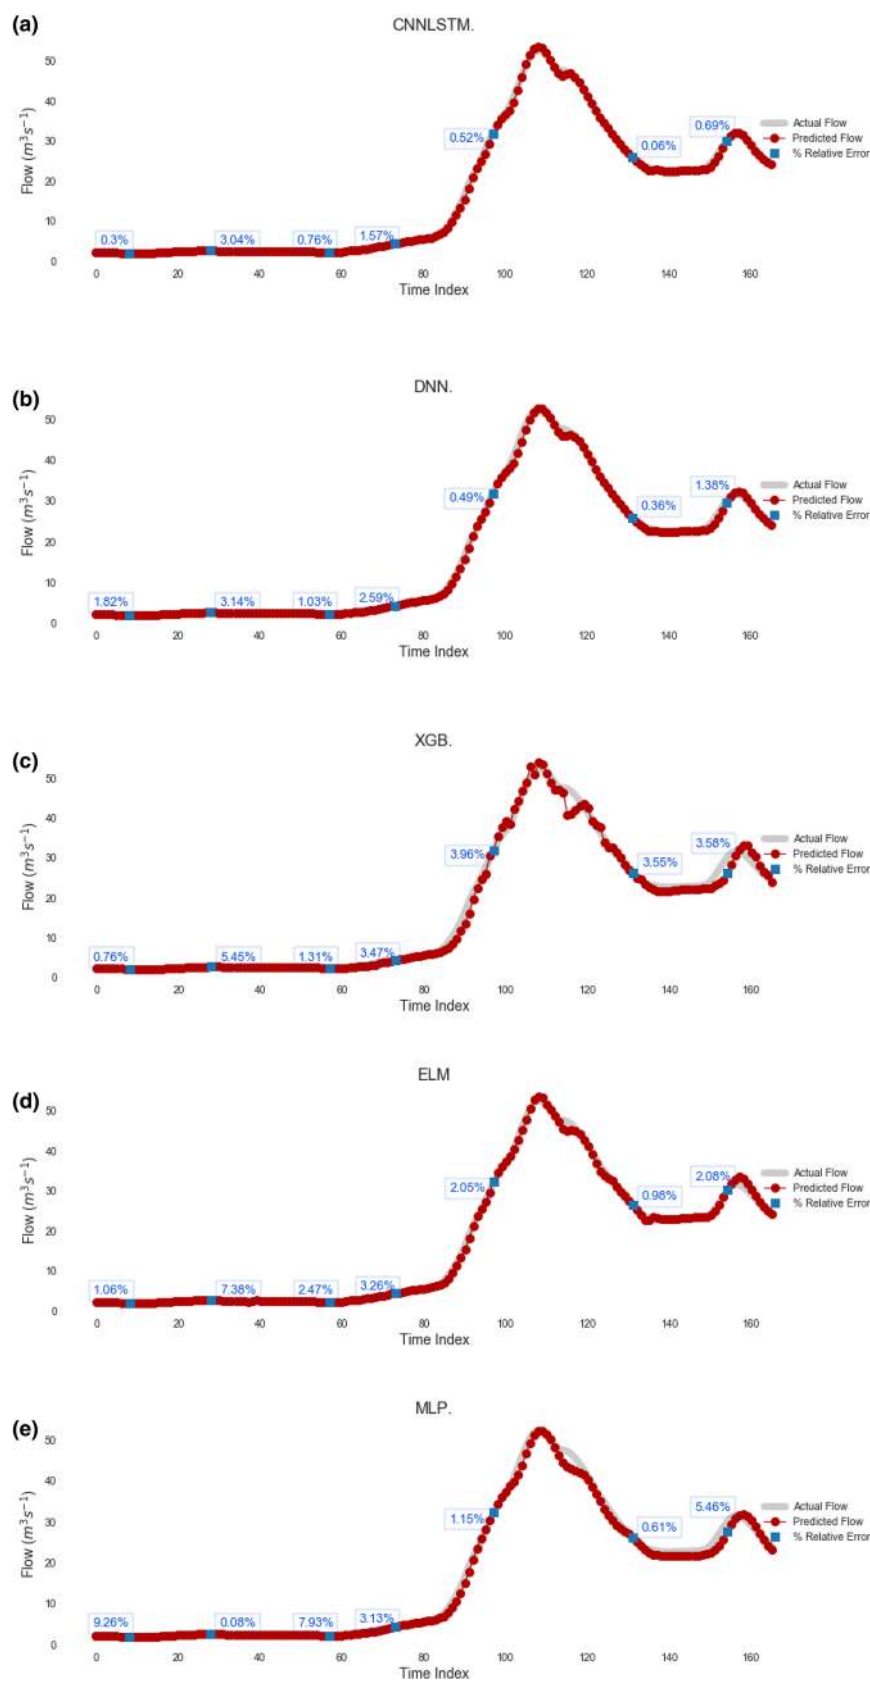 (a)
CNNLSTM.
50
40
30
20
10
0
Flow (m³s⁻¹)
0.3%
3.04%
0.76%
1.57%
0.52%
0.06%
0.69%
Actual Flow
Predicted Flow
% Relative Error
0 20 40 60 80 100 120 140 160
Time Index
(b)
DNN.
50
40
30
20
10
0
Flow (m³s⁻¹)
1.82%
3.14%
1.03%
2.59%
0.49%
0.36%
1.38%
Actual Flow
Predicted Flow
% Relative Error
0 20 40 60 80 100 120 140 160
Time Index
(c)
XGB.
50
40
30
20
10
0
Flow (m³s⁻¹)
0.76%
5.45%
1.31%
3.47%
3.96%
3.55%
3.58%
Actual Flow
Predicted Flow
% Relative Error
0 20 40 60 80 100 120 140 160
Time Index
(d)
ELM
50
40
30
20
10
0
Flow (m³s⁻¹)
1.06%
7.38%
2.47%
3.26%
2.05%
0.98%
2.08%
Actual Flow
Predicted Flow
% Relative Error
0 20 40 60 80 100 120 140 160
Time Index
(e)
MLP.
50
40
30
20
10
0
Flow (m³s⁻¹)
9.26%
0.08%
7.93%
3.13%
1.15%
0.61%
5.46%
Actual Flow
Predicted Flow
% Relative Error
0 20 40 60 80 100 120 140 160
Time Index